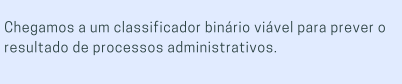 Chegamos a um classificador binário viável para prever o
resultado de processos administrativos.